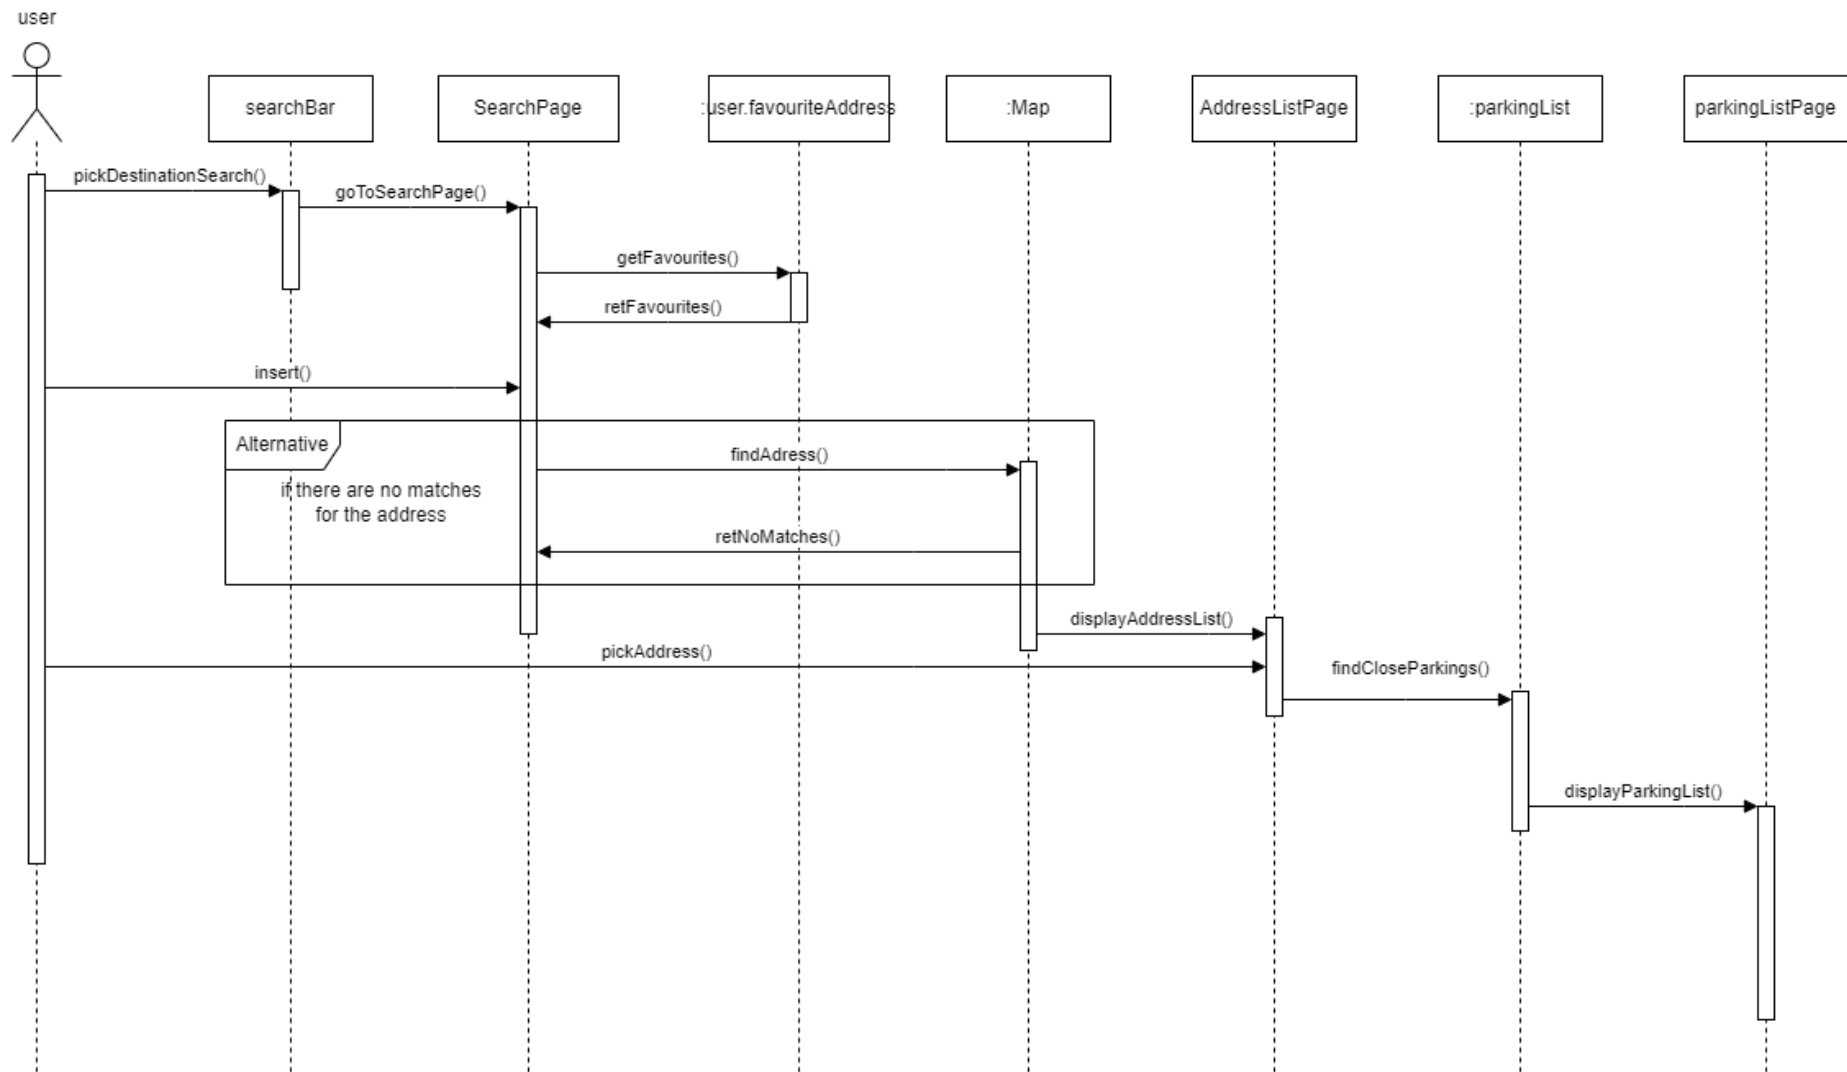 user
searchBar
SearchPage
:user.favouriteAddress
:Map
AddressListPage
:parkingList
parkingListPage
pickDestinationSearch()
goToSearchPage()
getFavourites()
retFavourites()
insert()
Alternative
findAdress()
if there are no matches
for the address
retNoMatches()
displayAddressList()
pickAddress()
findCloseParkings()
displayParkingList()